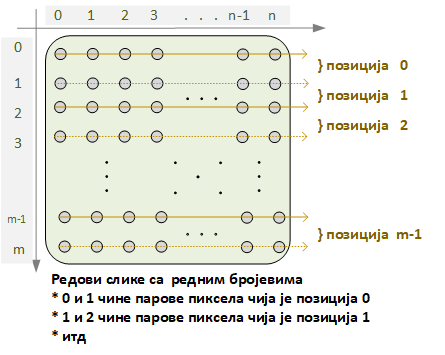 0 1 2 3 . . . n-1 n
0
} позиција 0
1
. . .
} позиција 1
2
} позиција 2
3
m-1
. . .
} позиција m-1
m
Редови слике са редним бројевима
* 0 и 1 чине парове пиксела чија је позиција 0
* 1 и 2 чине парове пиксела чија је позиција 1
* итд